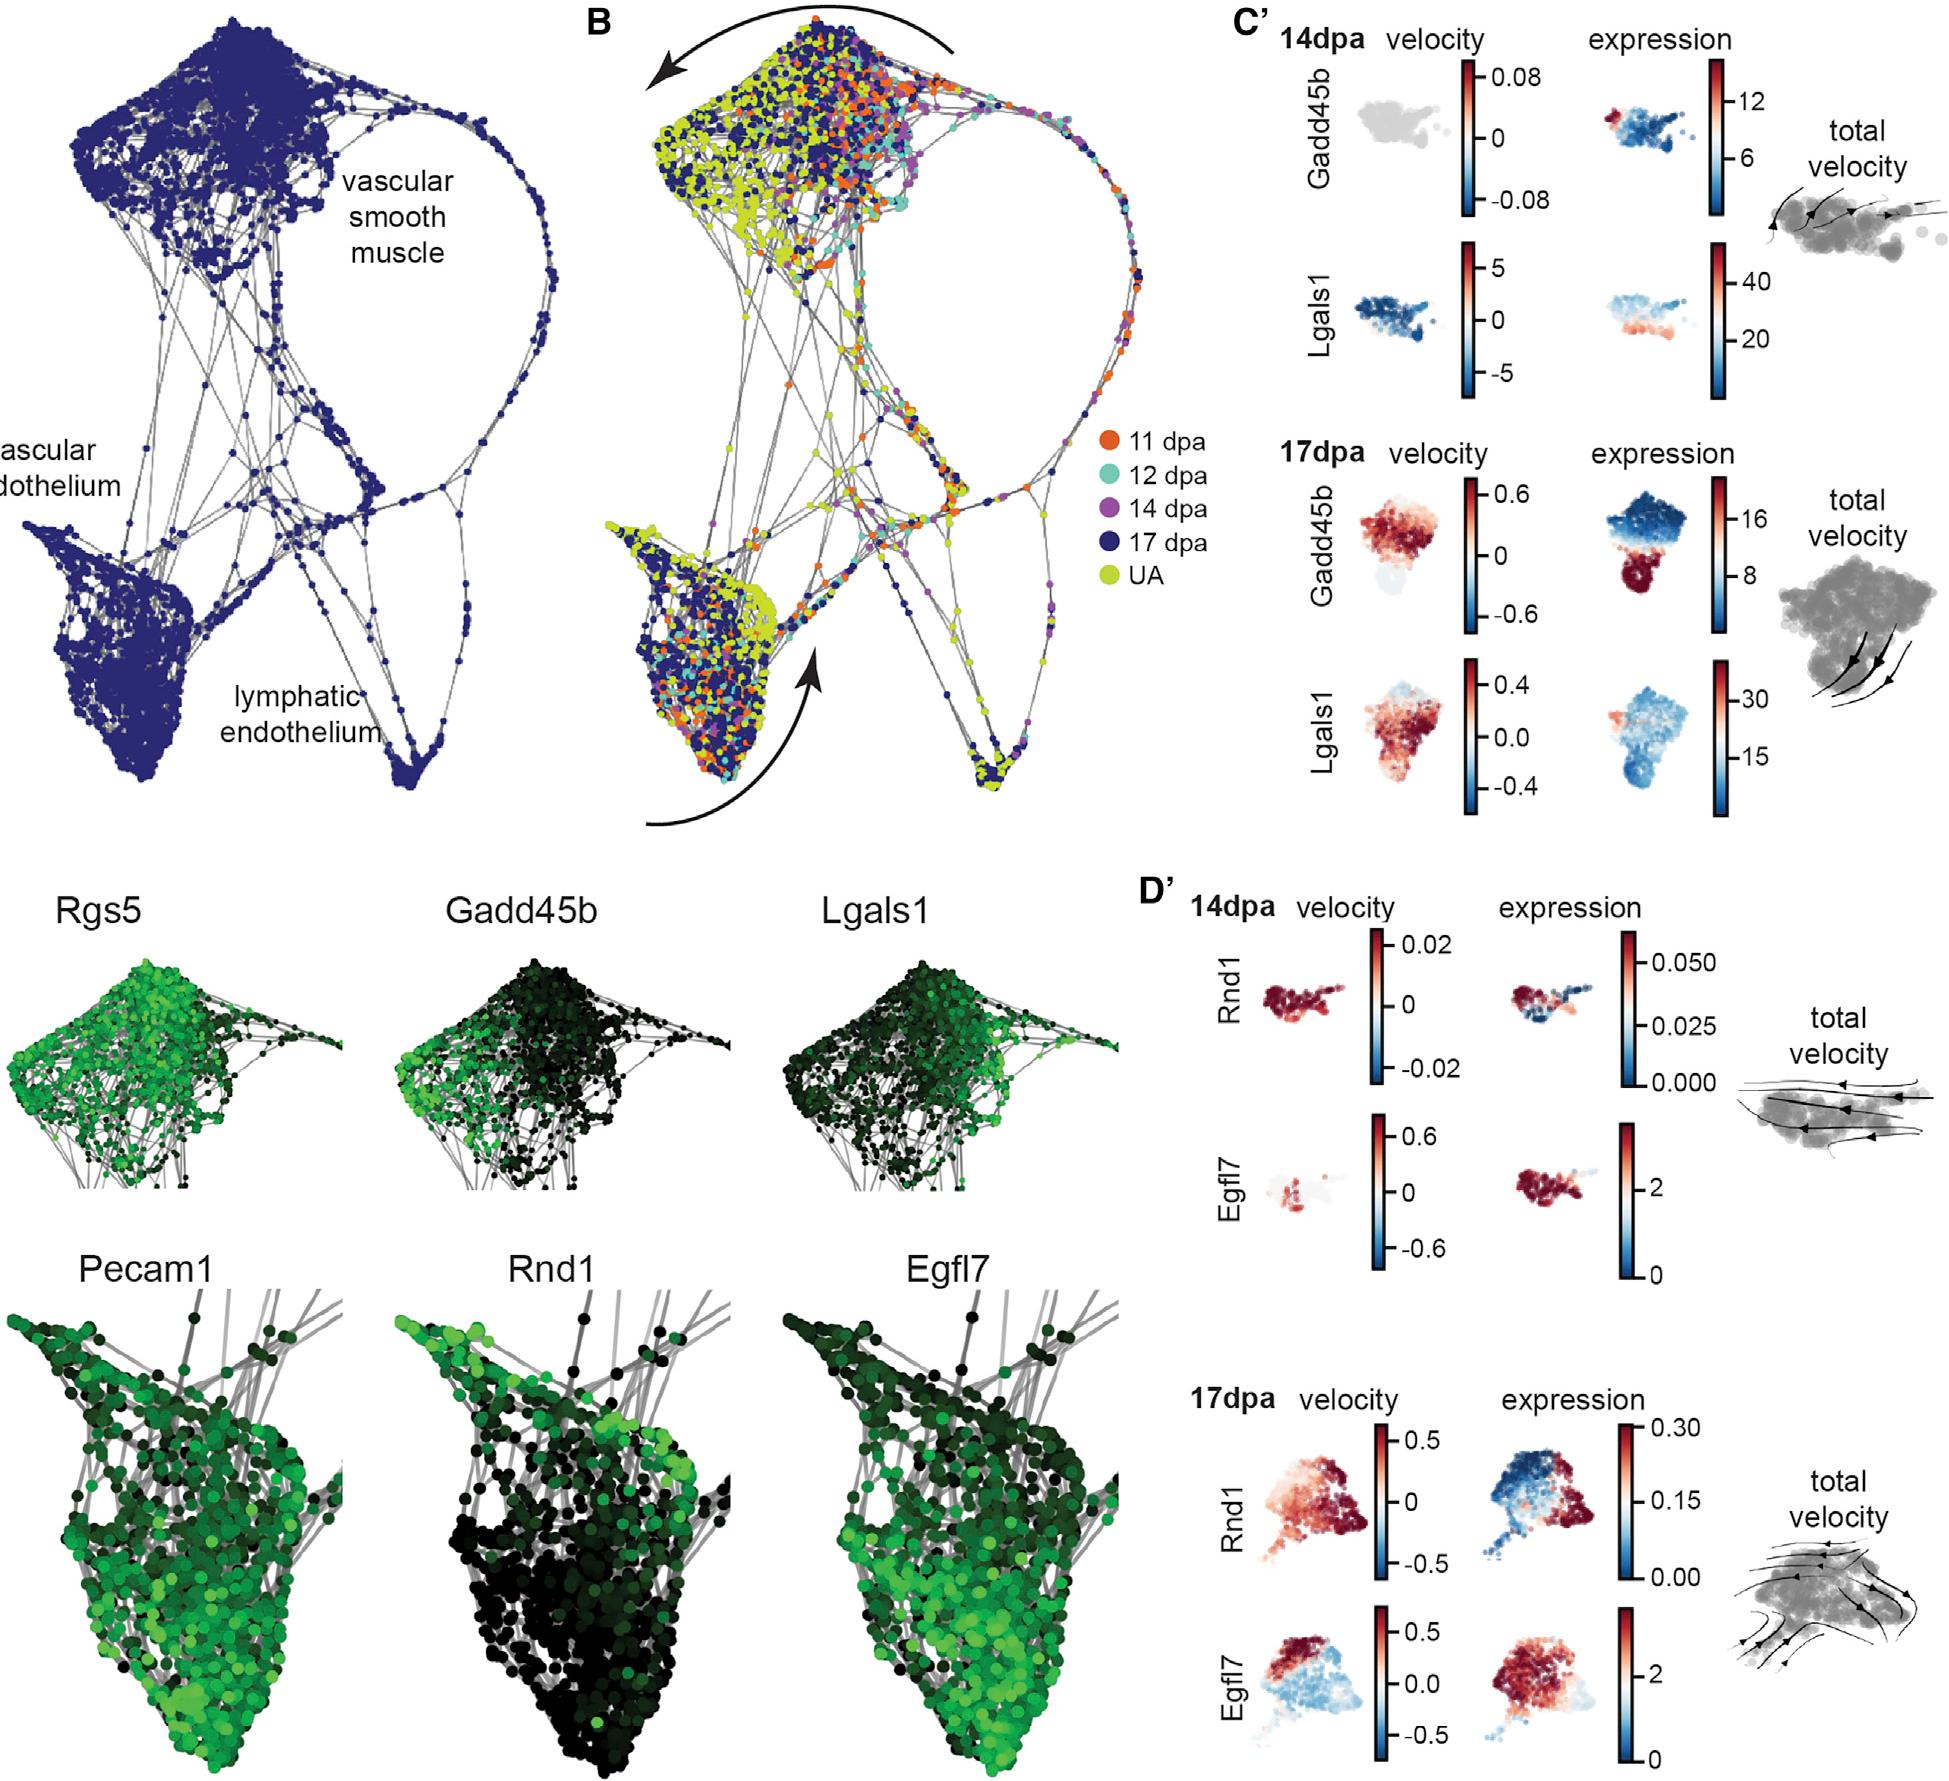 B
vascular
smooth
muscle
ascular
dothelium
lymphatic
endothelium
11 dpa
12 dpa
14 dpa
17 dpa
UA
C’
14dpa velocity expression
Gadd45b
0.08
0
-0.08
12
6
total
velocity
Lgals1
5
0
-5
40
20
17dpa velocity expression
Gadd45b
0.6
0
-0.6
16
8
total
velocity
Lgals1
0.4
0.0
-0.4
30
15
Rgs5 Gadd45b Lgals1
Pecam1 Rnd1 Egfl7
D’
14dpa velocity expression
Rnd1
0.02
0
-0.02
0.050
0.025
0.000
total
velocity
Egfl7
0.6
0
-0.6
2
0
17dpa velocity expression
Rnd1
0.5
0
-0.5
0.30
0.15
0.00
total
velocity
Egfl7
0.5
0.0
-0.5
2
0